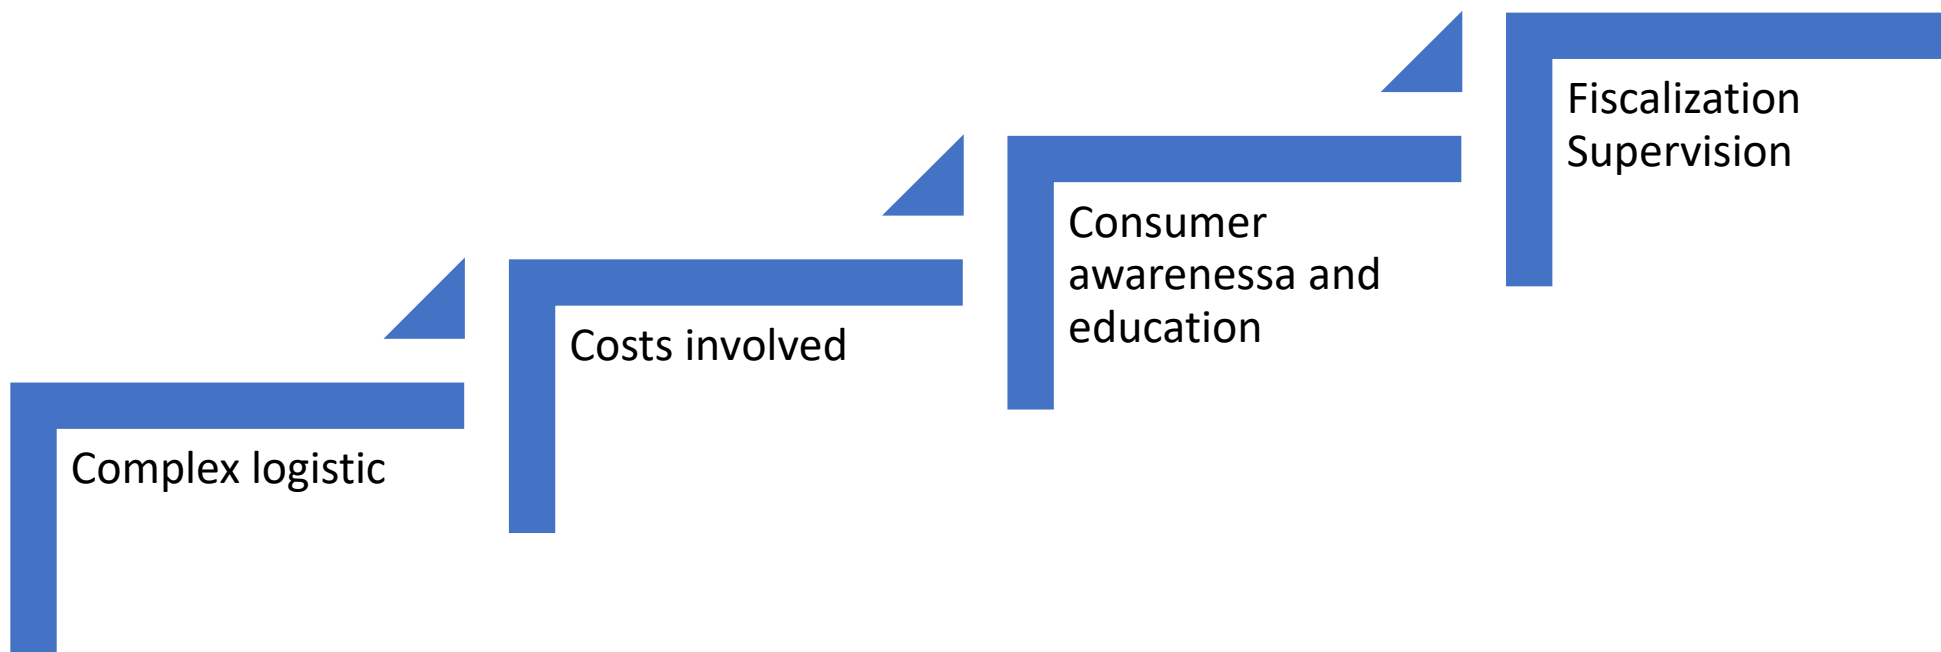 Complex logistic
Costs involved
Consumer
awarenessa and
education
Fiscalization
Supervision